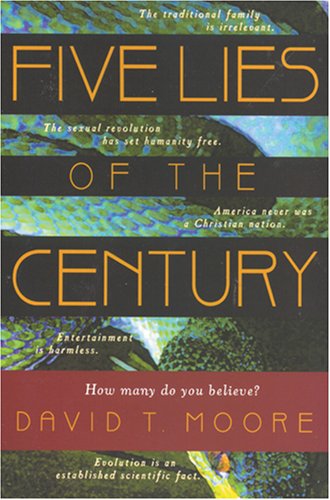 The traditional family
is irrelevant.
FIVE LIES
The sexual revolution
has set humanity free.
OF THE
America never was
a Christian nation.
CENTURY
Entertainment
is harmless.
How many do you believe?
DAVID T. MOORE
Evolution is an
established scientific fact.